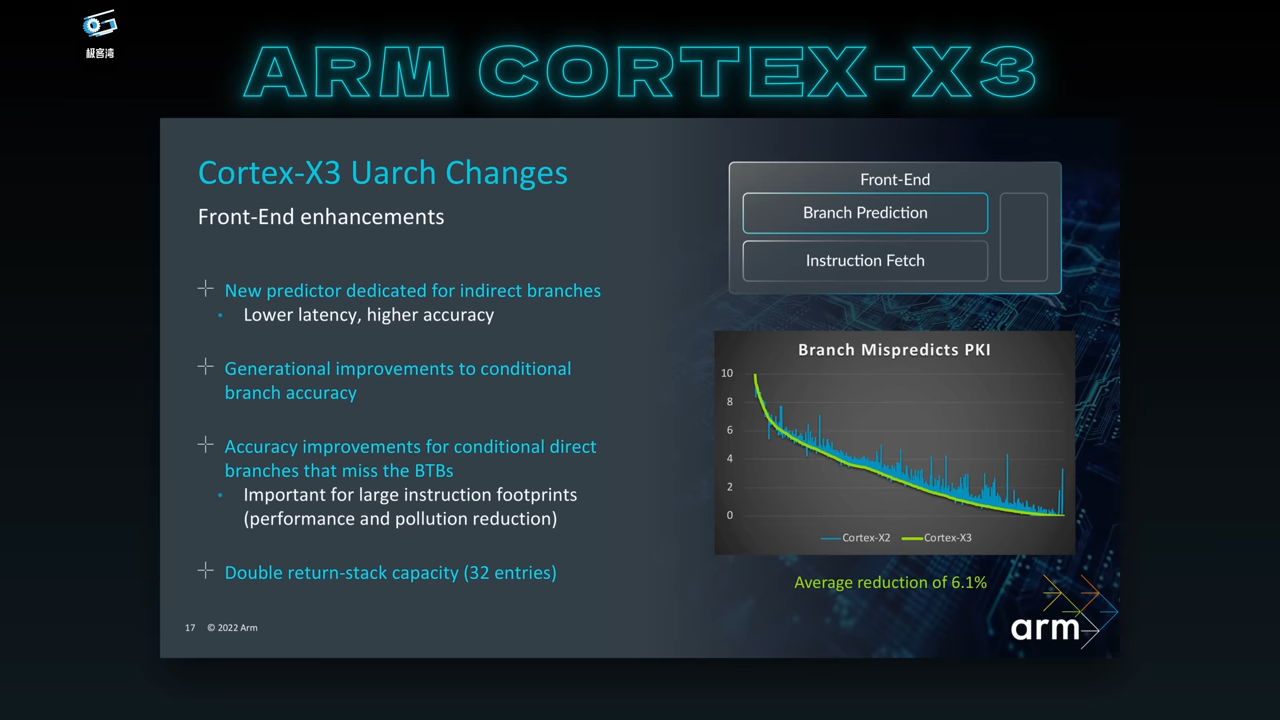 极客湾
ARM CORTEX-X3
Cortex-X3 Uarch Changes
Front-End enhancements
New predictor dedicated for indirect branches
• Lower latency, higher accuracy
Generational improvements to conditional
branch accuracy
Accuracy improvements for conditional direct
branches that miss the BTBs
• Important for large instruction footprints
(performance and pollution reduction)
Double return-stack capacity (32 entries)
17 © 2022 Arm
Front-End
Branch Prediction
Instruction Fetch
Branch Mispredicts PKI
10
8
6
4
2
0
Cortex-X2 Cortex-X3
Average reduction of 6.1%
arm